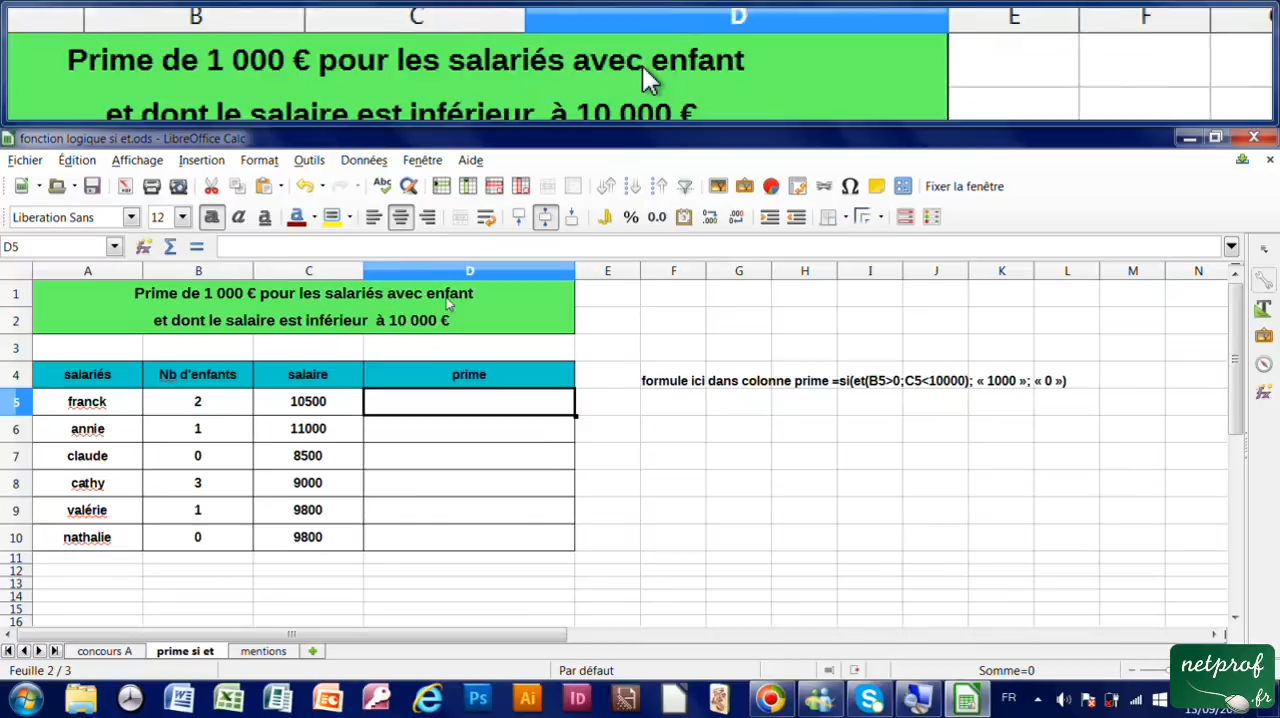 B C D E F
Prime de 1 000 € pour les salariés avec enfant
et dont le salaire est inférieur à 10 000 €
fonction logique si et.ods - LibreOffice Calc
Fichier Édition Affichage Insertion Format Outils Données Fenêtre Aide
Fixer la fenêtre
Liberation Sans 12
D5
A B C D E F G H I J K L M N
1 Prime de 1 000 € pour les salariés avec enfant
2 et dont le salaire est inférieur à 10 000 €
3
4 salariés Nb d'enfants salaire prime
formule ici dans colonne prime =si(et(B5>0;C5<10000); « 1000 »; « 0 »)
5 franck 2 10500
6 annie 1 11000
7 claude 0 8500
8 cathy 3 9000
9 valérie 1 9800
10 nathalie 0 9800
11
12
13
14
15
16
concours A prime si et mentions
Feuille 2 / 3 Par défaut Somme=0
netprof.fr
Ps Ai Id FR